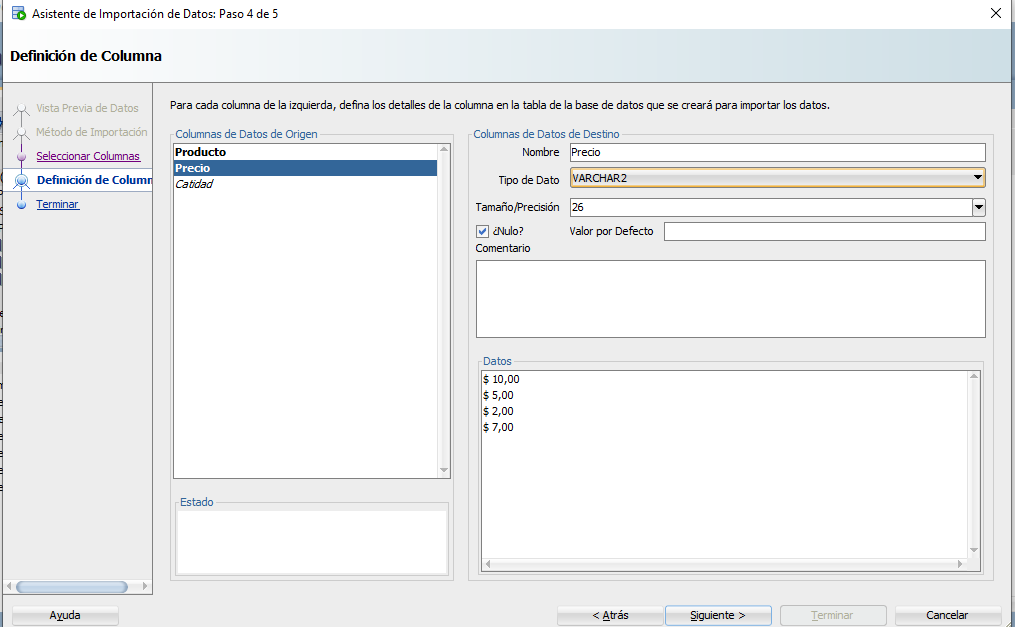 Asistente de Importación de Datos: Paso 4 de 5
Definición de Columna
Vista Previa de Datos
Método de Importación
Seleccionar Columnas
Definición de Column
Terminar
Para cada columna de la izquierda, defina los detalles de la columna en la tabla de la base de datos que se creará para importar los datos.
Columnas de Datos de Origen
Producto
Precio
Catidad
Estado
Columnas de Datos de Destino
Nombre Precio
Tipo de Dato VARCHAR2
Tamaño/Precisión 26
¿Nulo? Valor por Defecto
Comentario
Datos
$ 10,00
$ 5,00
$ 2,00
$ 7,00
Ayuda < Atrás Siguiente > Terminar Cancelar